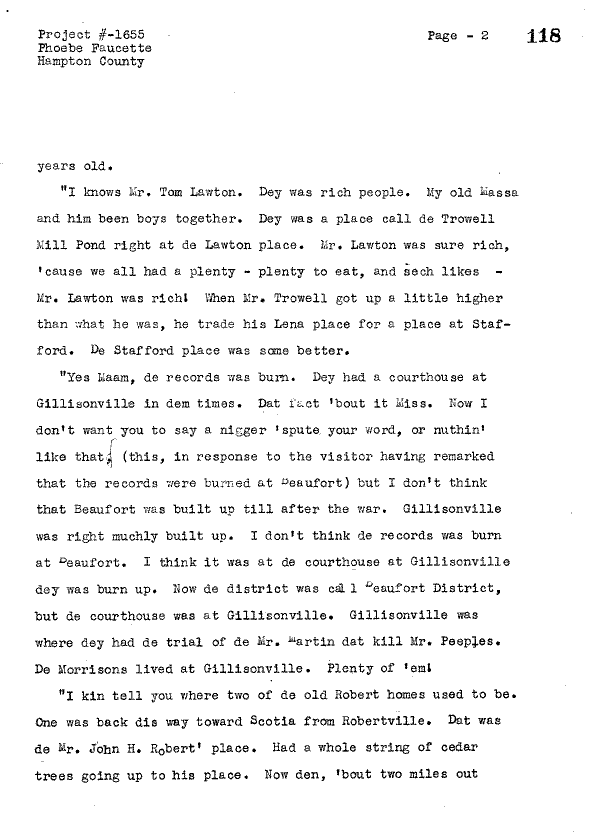 Project #-1655 Page - 2 118
Phoebe Faucette
Hampton County
years old.
"I knows Mr. Tom Lawton. Dey was rich people. My old Massa
and him been boys together. Dey was a place call de Trowell
Mill Pond right at de Lawton place. Mr. Lawton was sure rich,
'cause we all had a plenty - plenty to eat, and sech likes -
Mr. Lawton was rich! When Mr. Trowell got up a little higher
than what he was, he trade his Lena place for a place at Staf-
ford. De Stafford place was some better.
"Yes Maam, de records was burn. Dey had a courthouse at
Gillisonville in dem times. Dat fact 'bout it Miss. Now I
don't want you to say a nigger 'spute your word, or nuthin'
like that, (this, in response to the visitor having remarked
that the records were burned at Beaufort) but I don't think
that Beaufort was built up till after the war. Gillisonville
was right muchly built up. I don't think de records was burn
at Beaufort. I think it was at de courthouse at Gillisonville
dey was burn up. Now de district was call Beaufort District,
but de courthouse was at Gillisonville. Gillisonville was
where dey had de trial of de Mr. Martin dat kill Mr. Peeples.
De Morrisons lived at Gillisonville. Plenty of 'em!
"I kin tell you where two of de old Robert homes used to be.
One was back dis way toward Scotia from Robertville. Dat was
de Mr. John H. Robert' place. Had a whole string of cedar
trees going up to his place. Now den, 'bout two miles out